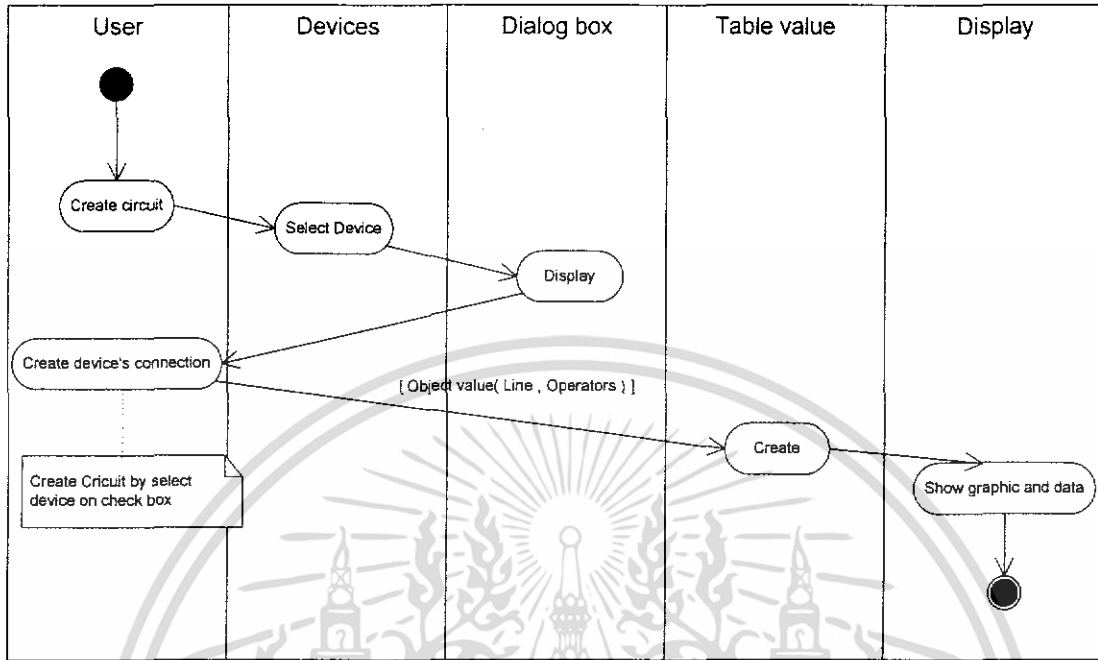 User
Devices
Dialog box
Table value
Display
Create circuit
Select Device
Display
Create device's connection
[ Object value( Line , Operators ) ]
Create
Show graphic and data
Create Cricuit by select
device on check box